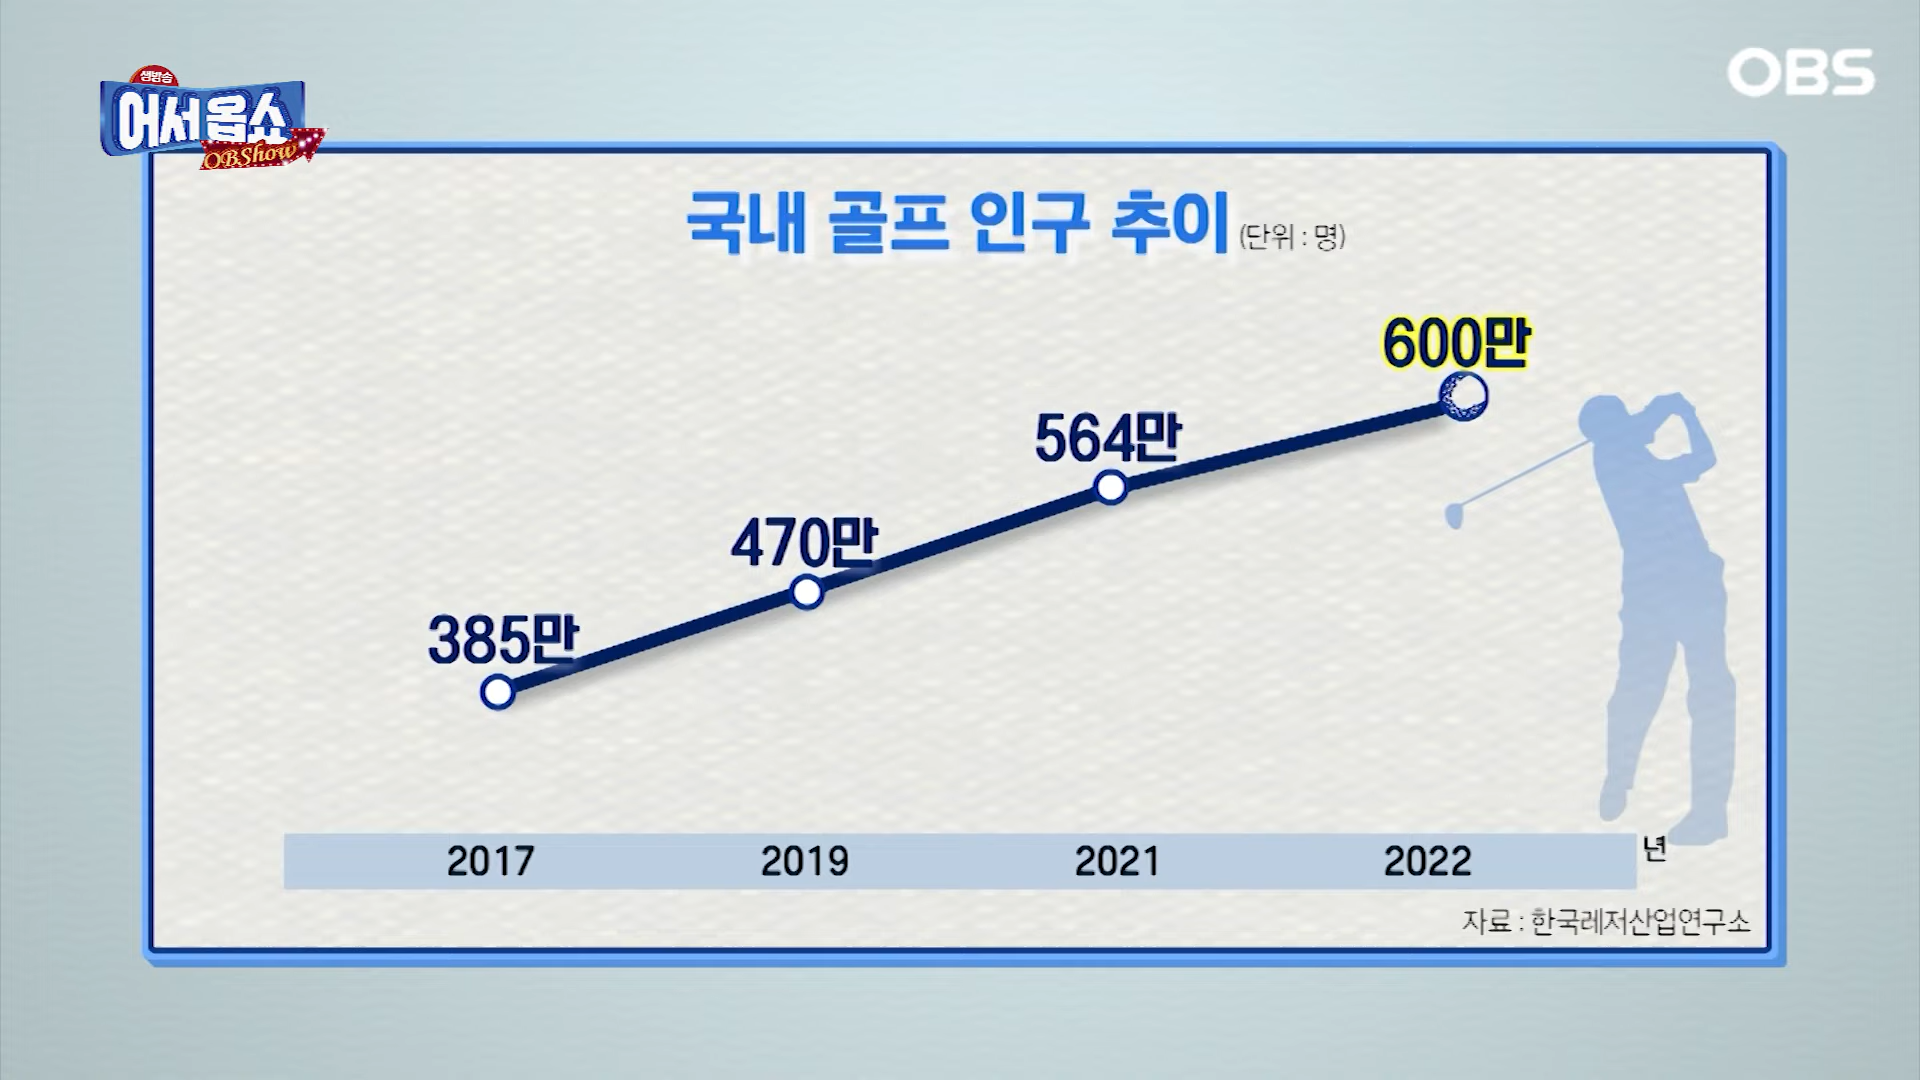 생방송
어서옵쇼
OBShow
OBS
국내 골프 인구 추이 (단위 : 명)
600만
564만
470만
385만
2017 2019 2021 2022 년
자료 : 한국레저산업연구소